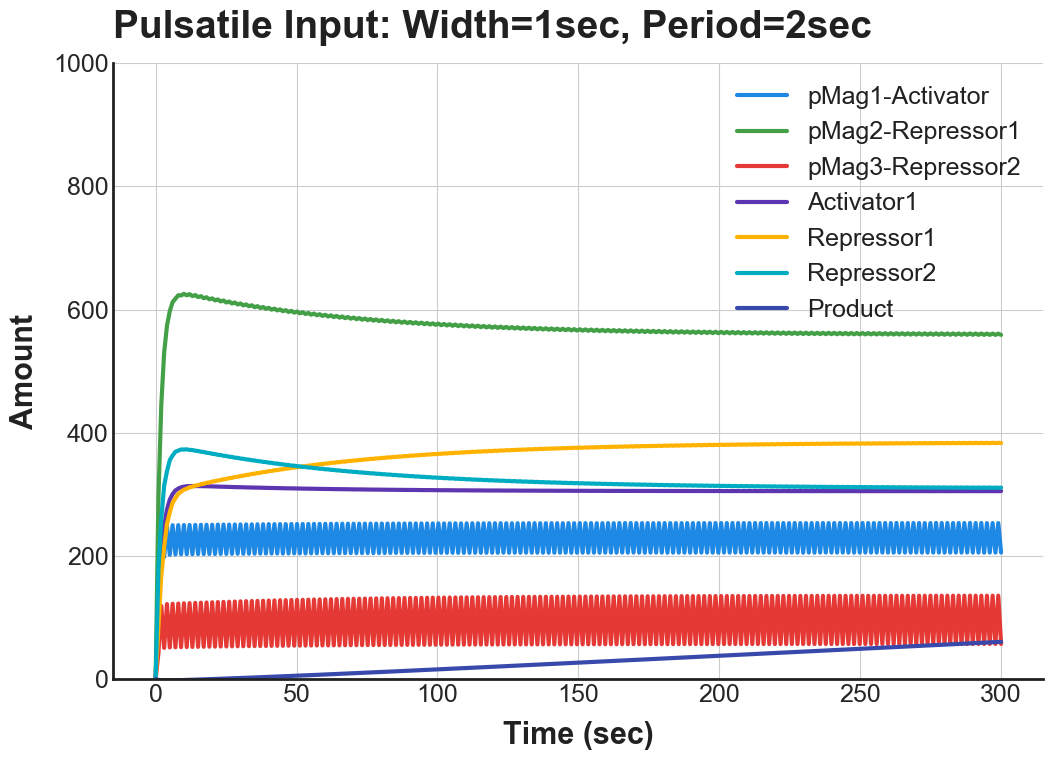 Pulsatile Input: Width=1sec, Period=2sec
1000
800
600
400
200
0
Amount
pMag1-Activator
pMag2-Repressor1
pMag3-Repressor2
Activator1
Repressor1
Repressor2
Product
0 50 100 150 200 250 300
Time (sec)